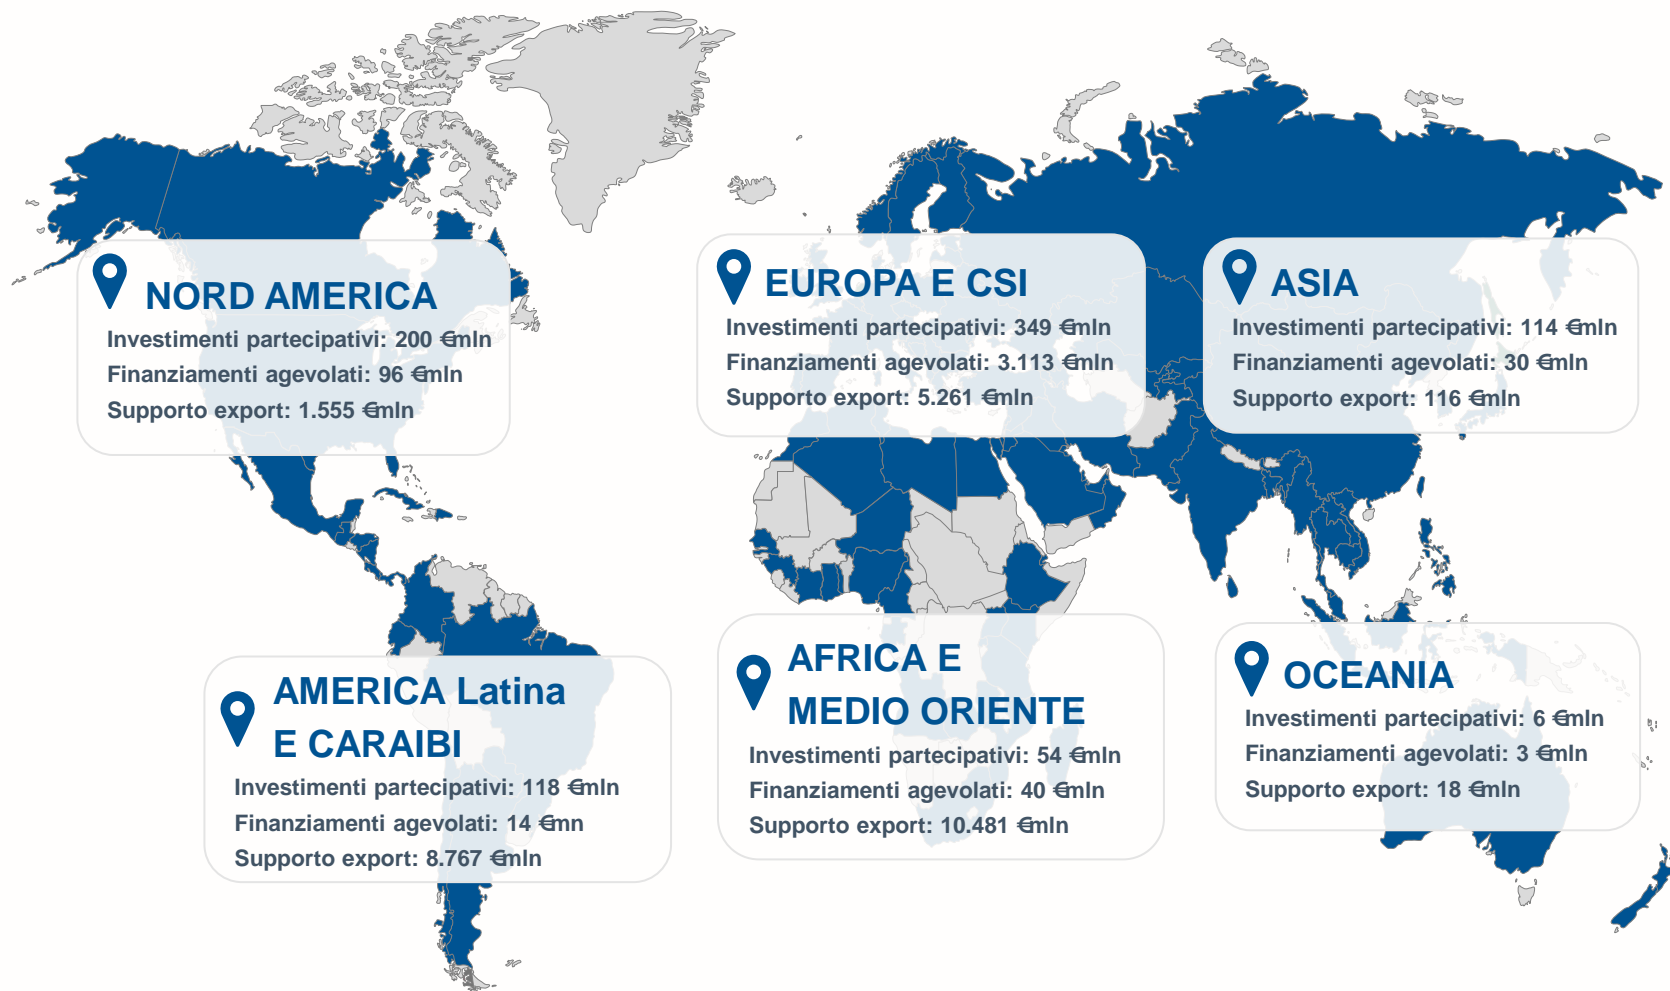 NORD AMERICA
Investimenti partecipativi: 200 €mln
Finanziamenti agevolati: 96 €mln
Supporto export: 1.555 €mln
EUROPA E CSI
Investimenti partecipativi: 349 €mln
Finanziamenti agevolati: 3.113 €mln
Supporto export: 5.261 €mln
ASIA
Investimenti partecipativi: 114 €mln
Finanziamenti agevolati: 30 €mln
Supporto export: 116 €mln
AMERICA Latina
E CARAIBI
Investimenti partecipativi: 118 €mln
Finanziamenti agevolati: 14 €mn
Supporto export: 8.767 €mln
AFRICA E
MEDIO ORIENTE
Investimenti partecipativi: 54 €mln
Finanziamenti agevolati: 40 €mln
Supporto export: 10.481 €mln
OCEANIA
Investimenti partecipativi: 6 €mln
Finanziamenti agevolati: 3 €mln
Supporto export: 18 €mln